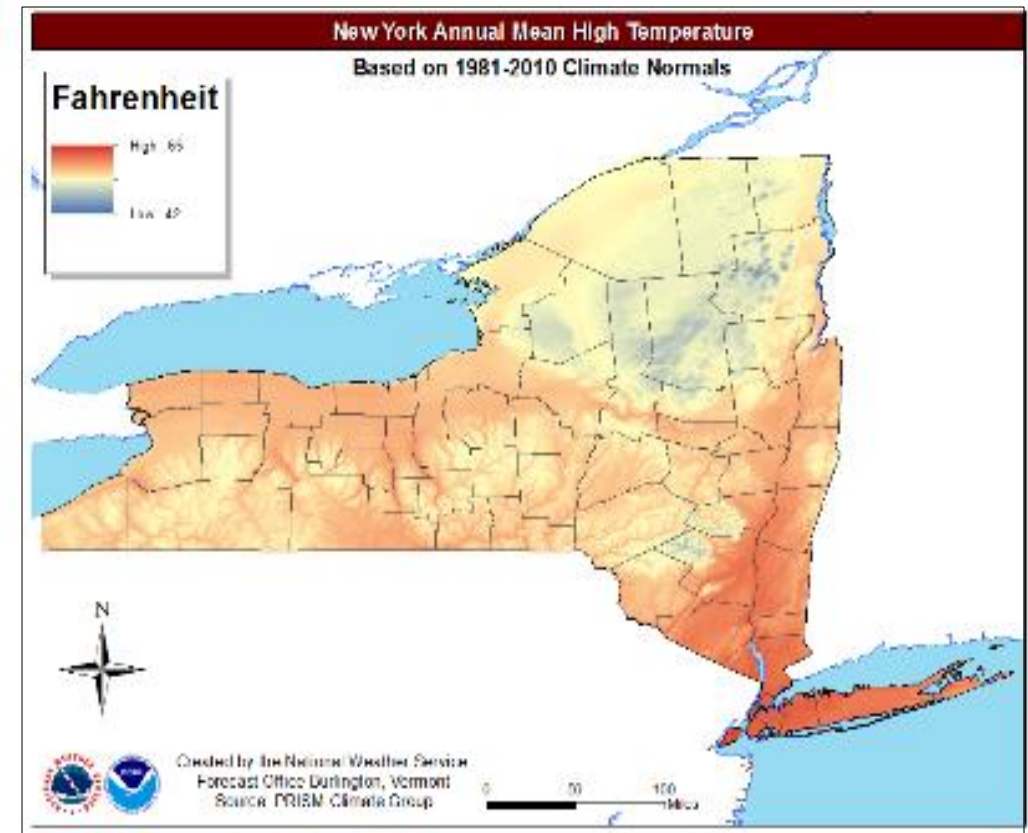 New York Annual Mean High Temperature
Based on 1981-2010 Climate Normals
Fahrenheit
High : 65
Low : 42
N
Created by the National Weather Service
Forecast Office Burlington, Vermont
Source: PRISM Climate Group
0 50 100
Miles